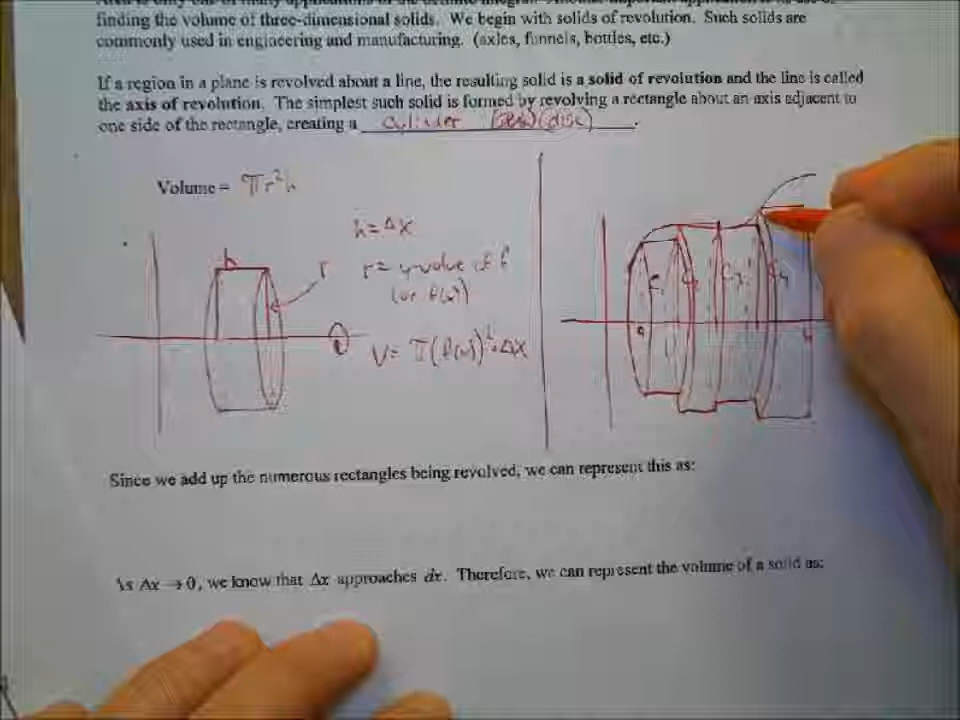 finding the volume of three-dimensional solids. We begin with solids of revolution. Such solids are
commonly used in engineering and manufacturing. (axles, funnels, bottles, etc.)
If a region in a plane is revolved about a line, the resulting solid is a solid of revolution and the line is called
the axis of revolution. The simplest such solid is formed by revolving a rectangle about an axis adjacent to
one side of the rectangle, creating a cylinder (disc).
Volume = πr²h
h = Δx
h
r
r = y-value of f
(or f(x))
V = π(f(x))²·Δx
a
b
Since we add up the numerous rectangles being revolved, we can represent this as:
As Δx → 0, we know that Δx approaches dx. Therefore, we can represent the volume of a solid as: